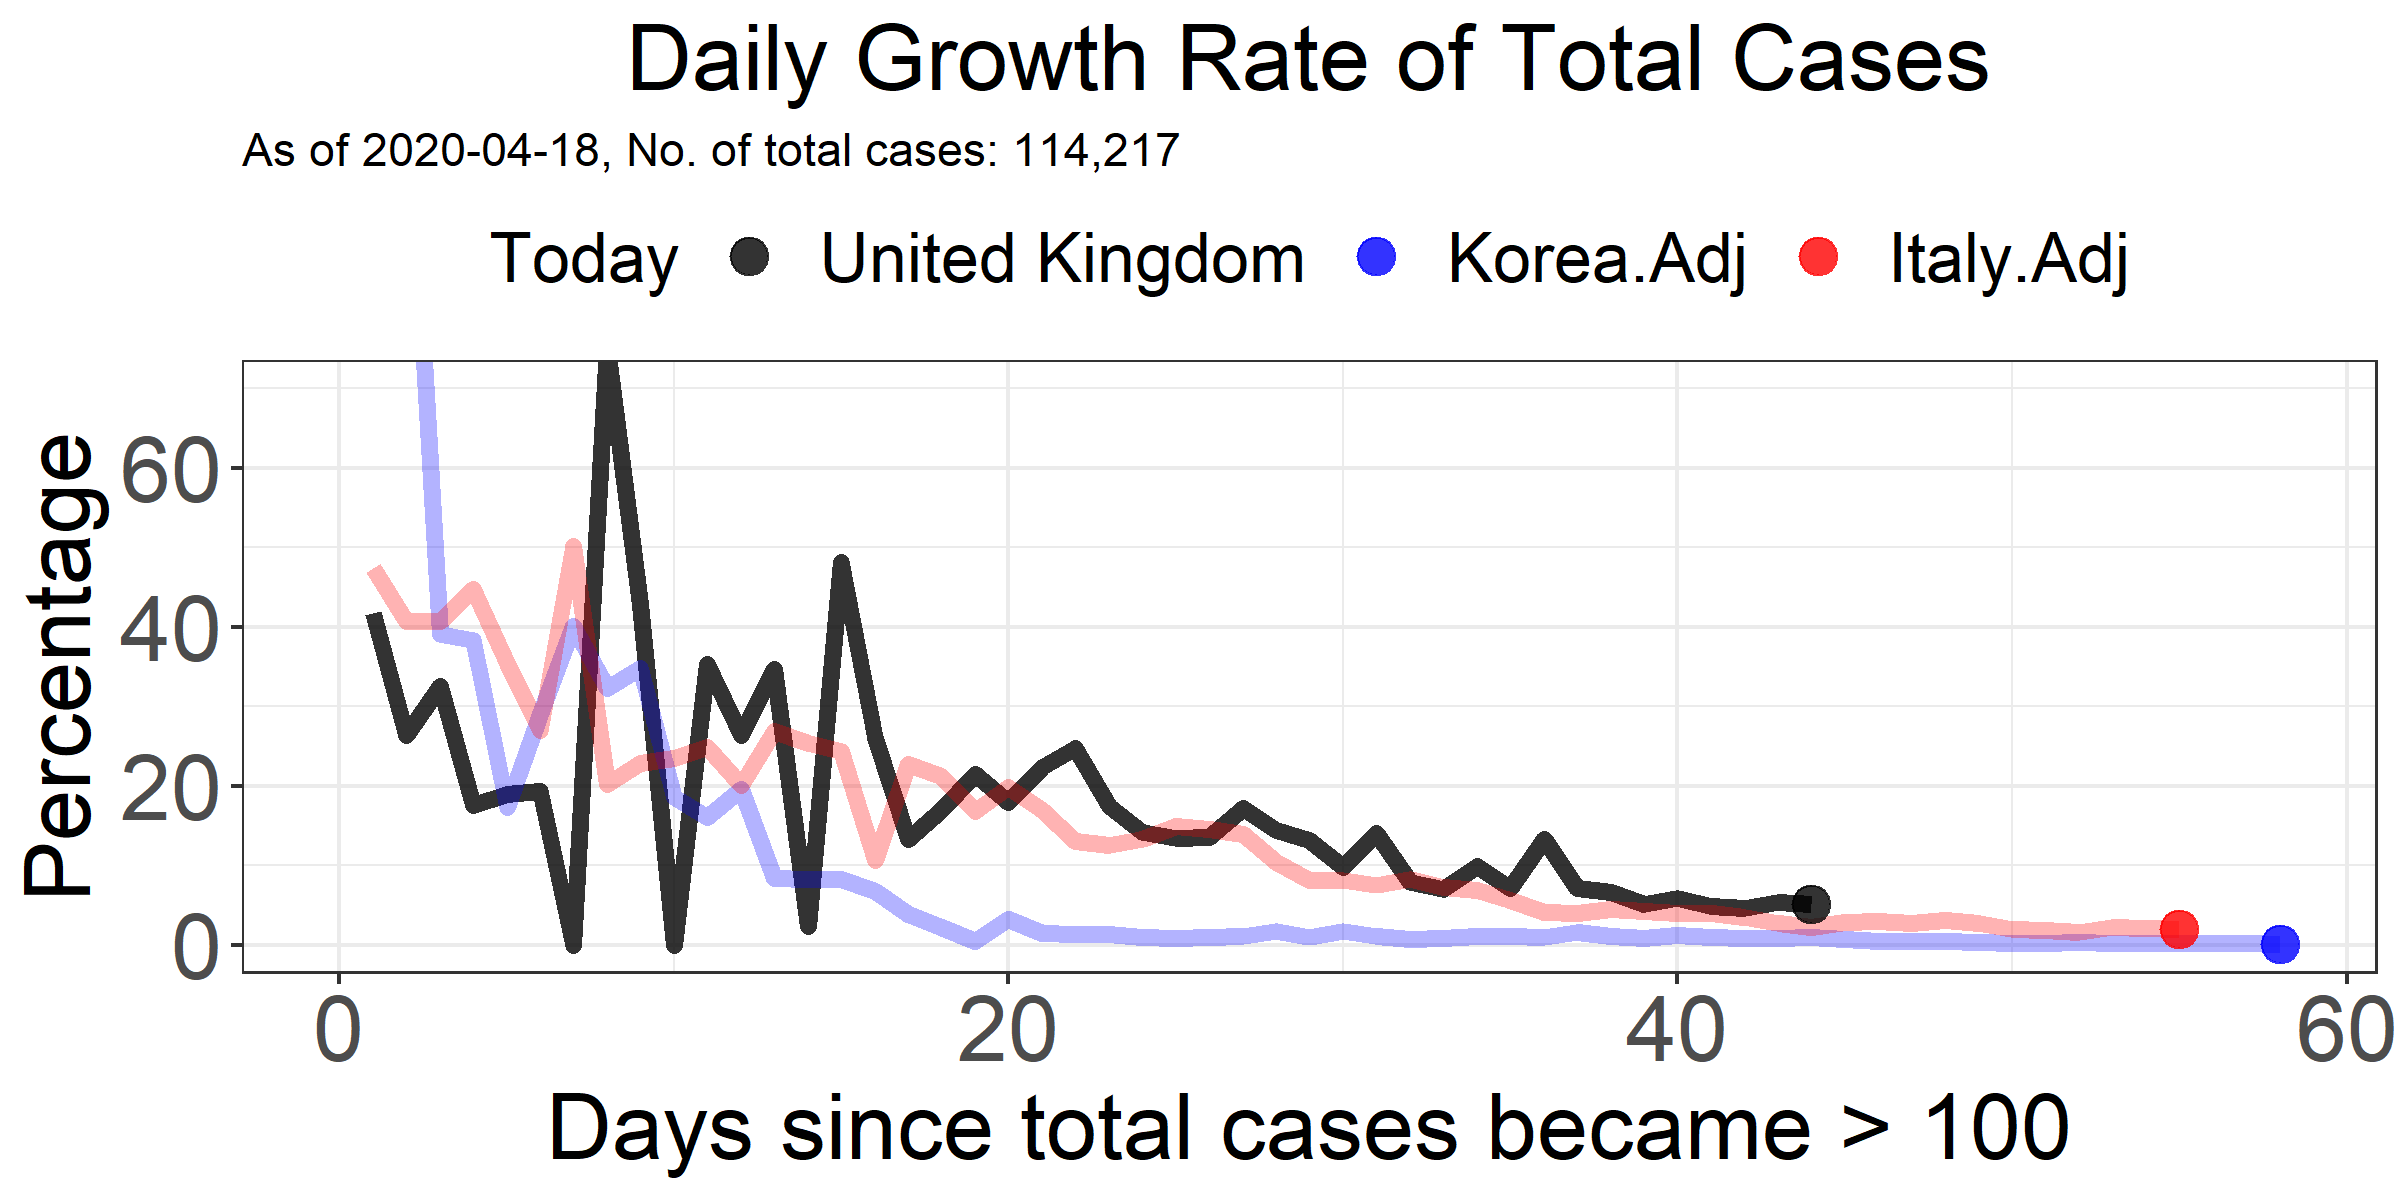 Daily Growth Rate of Total Cases
As of 2020-04-18, No. of total cases: 114,217
Today United Kingdom Korea.Adj Italy.Adj
Percentage
60
40
20
0
0 20 40 60
Days since total cases became > 100